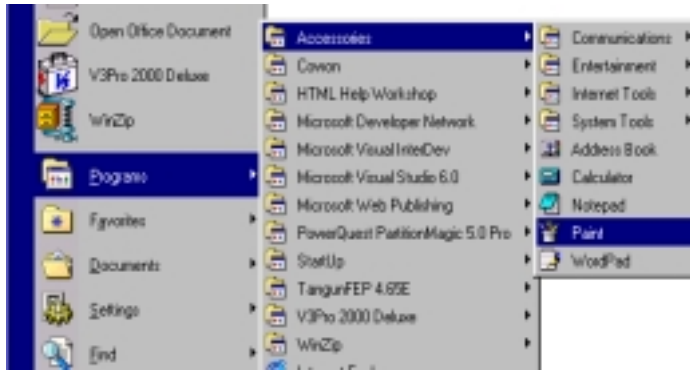 Open Office Document
V3Pro 2000 Deluxe
WinZip
Programs
Favorites
Documents
Settings
Find
Accessories
Cowon
HTML Help Workshop
Microsoft Developer Network
Microsoft Visual InterDev
Microsoft Visual Studio 6.0
Microsoft Web Publishing
PowerQuest PartitionMagic 5.0 Pro
StartUp
TangunFEP 4.65E
V3Pro 2000 Deluxe
WinZip
Communications
Entertainment
Internet Tools
System Tools
Address Book
Calculator
Notepad
Paint
WordPad